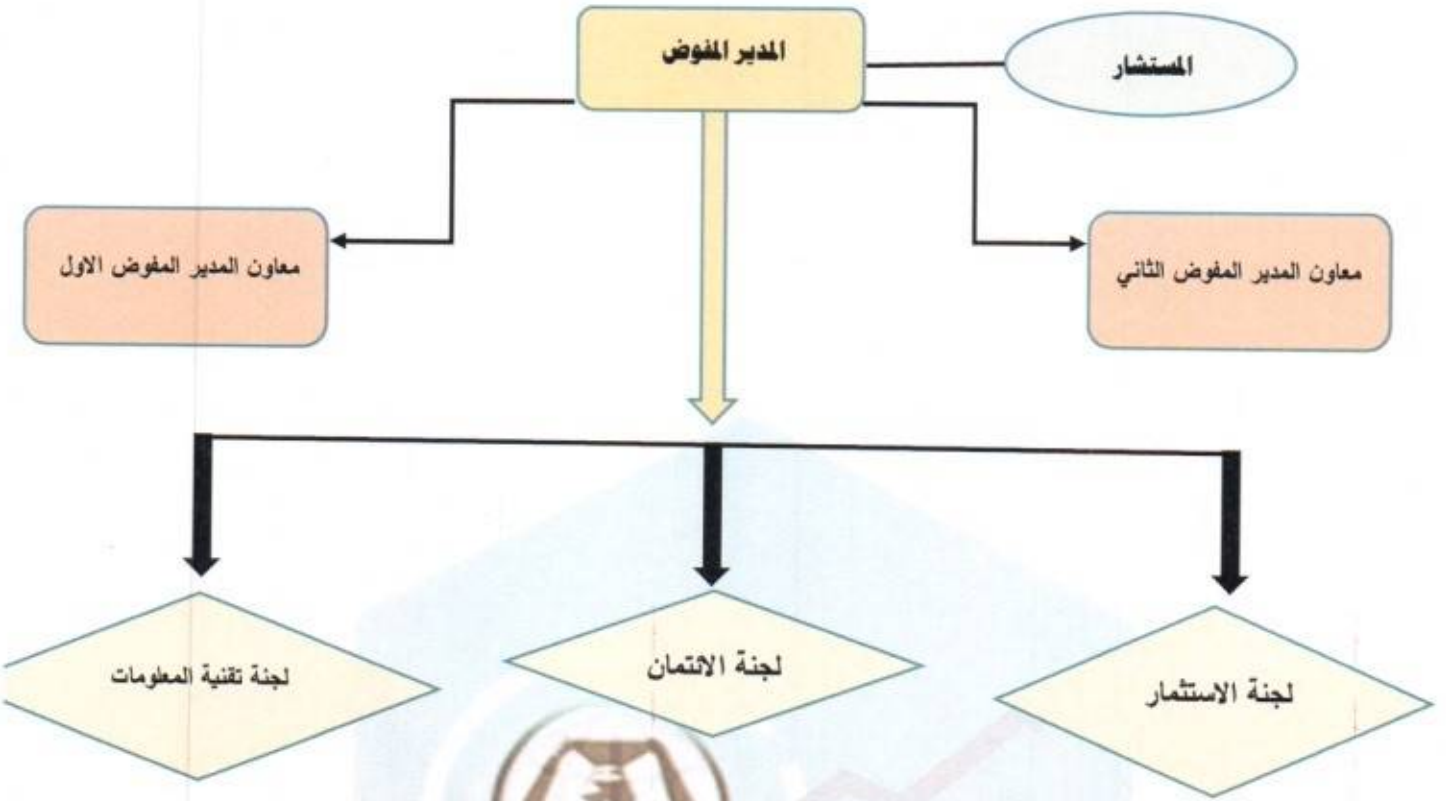 المدير المفوض
المستشار
معاون المدير المفوض الثاني
معاون المدير المفوض الاول
لجنة الاستثمار
لجنة الائتمان
لجنة تقنية المعلومات